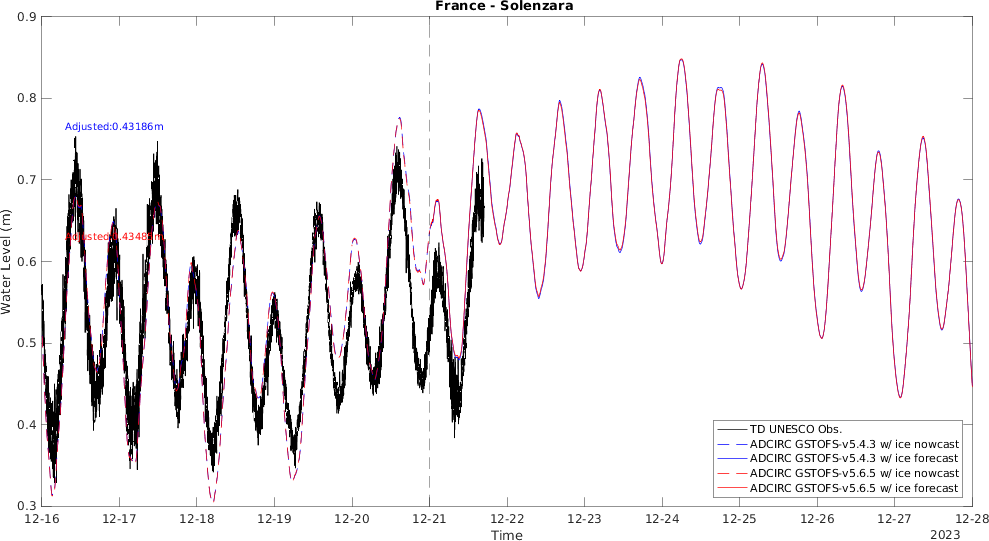 France - Solenzara
0.9
0.8
0.7
0.6
0.5
0.4
0.3
Water Level (m)
Adjusted:0.43186m
TD UNESCO Obs.
ADCIRC GSTOFS-v5.4.3 w/ ice nowcast
ADCIRC GSTOFS-v5.4.3 w/ ice forecast
ADCIRC GSTOFS-v5.6.5 w/ ice nowcast
ADCIRC GSTOFS-v5.6.5 w/ ice forecast
12-16 12-17 12-18 12-19 12-20 12-21 12-22 12-23 12-24 12-25 12-26 12-27 12-28
Time
2023